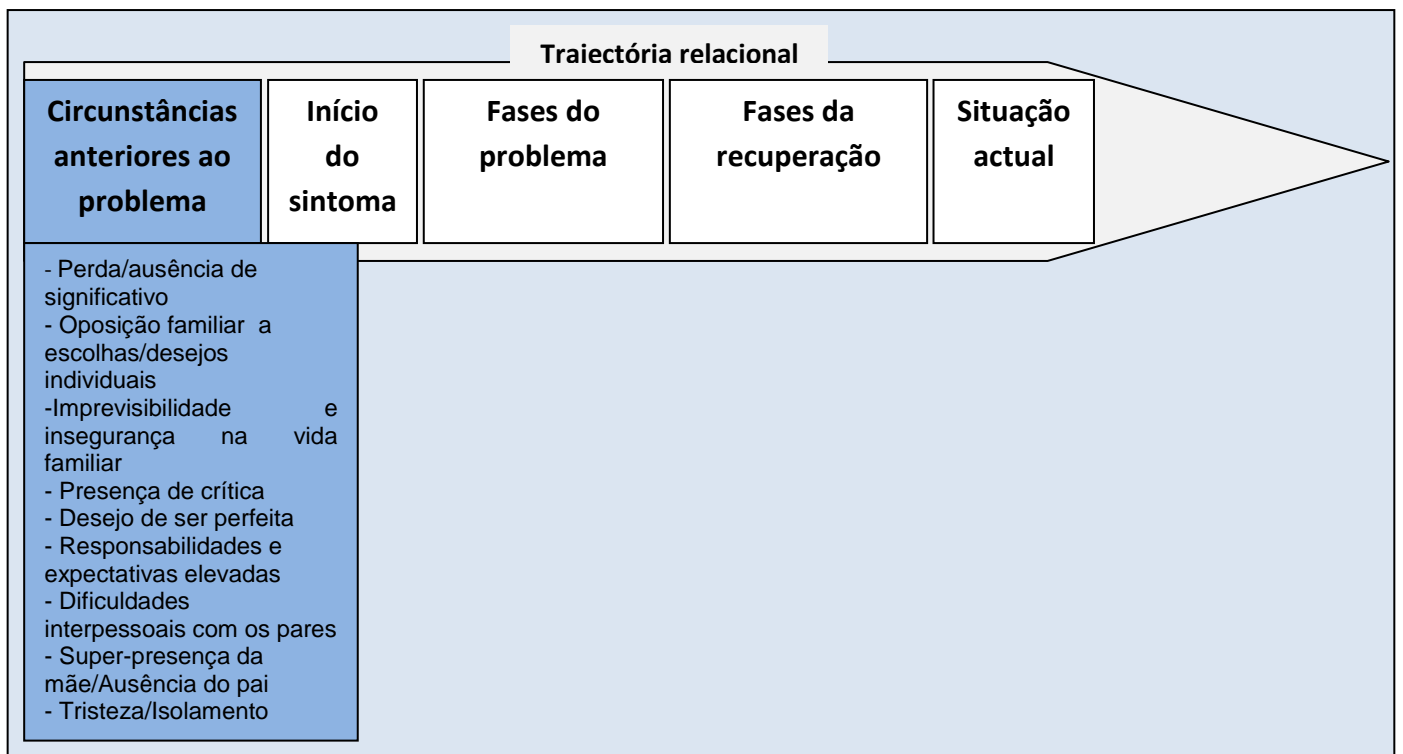 Trajectória relacional
Circunstâncias
anteriores ao
problema
Início
do
sintoma
Fases do
problema
Fases da
recuperação
Situação
actual
- Perda/ausência de
significativo
- Oposição familiar a
escolhas/desejos
individuais
-Imprevisibilidade e
insegurança na vida
familiar
- Presença de crítica
- Desejo de ser perfeita
- Responsabilidades e
expectativas elevadas
- Dificuldades
interpessoais com os pares
- Super-presença da
mãe/Ausência do pai
- Tristeza/Isolamento